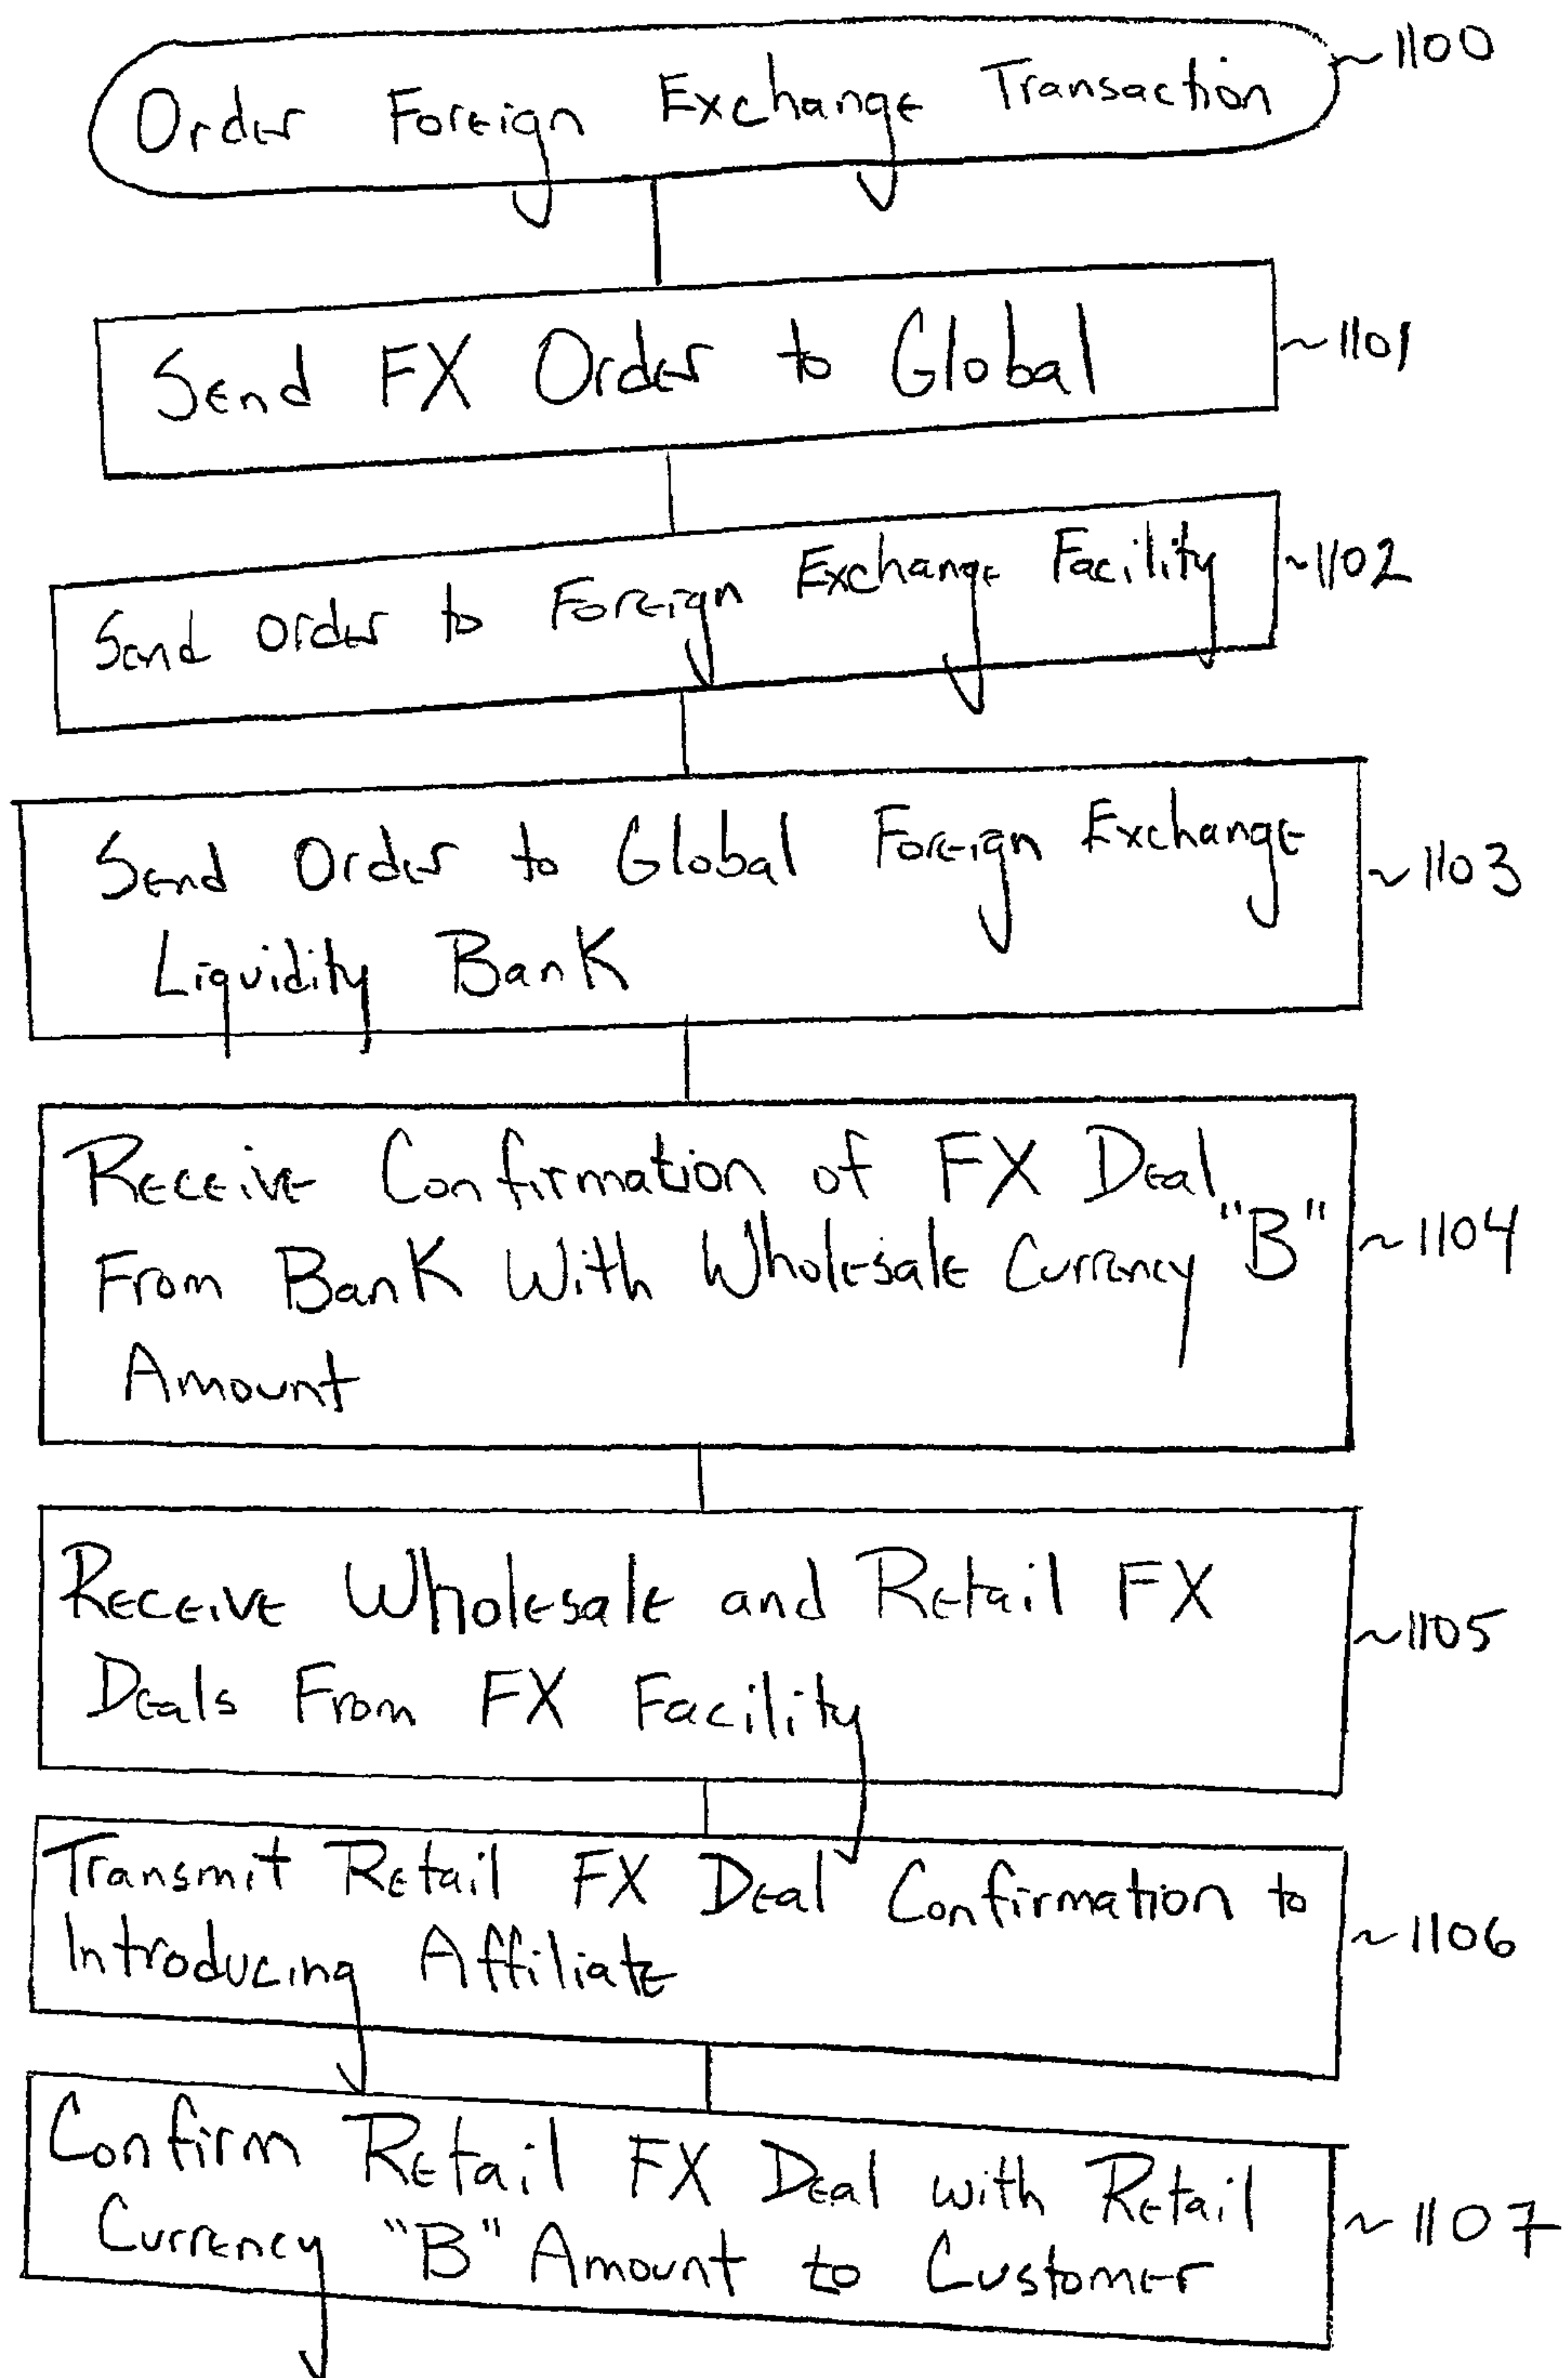 Order Foreign Exchange Transaction ~1100
Send FX Order to Global ~1101
Send Order to Foreign Exchange Facility ~1102
Send Order to Global Foreign Exchange
Liquidity Bank ~1103
Receive Confirmation of FX Deal
From Bank With Wholesale Currency "B"
Amount ~1104
Receive Wholesale and Retail FX
Deals From FX Facility ~1105
Transmit Retail FX Deal Confirmation to
Introducing Affiliate ~1106
Confirm Retail FX Deal with Retail
Currency "B" Amount to Customer ~1107